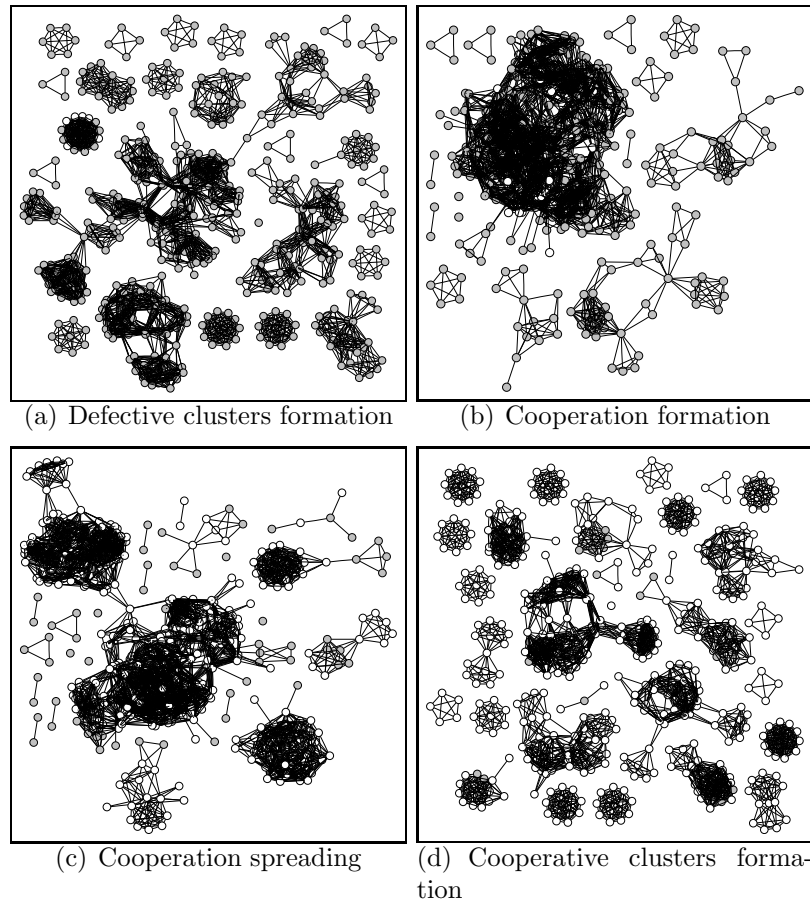 (a) Defective clusters formation
(b) Cooperation formation
(c) Cooperation spreading
(d) Cooperative clusters forma-
tion